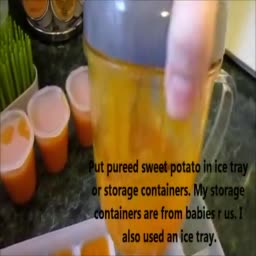 Put pureed sweet potato in ice tray
or storage containers. My storage
containers are from babies r us. I
also used an ice tray.